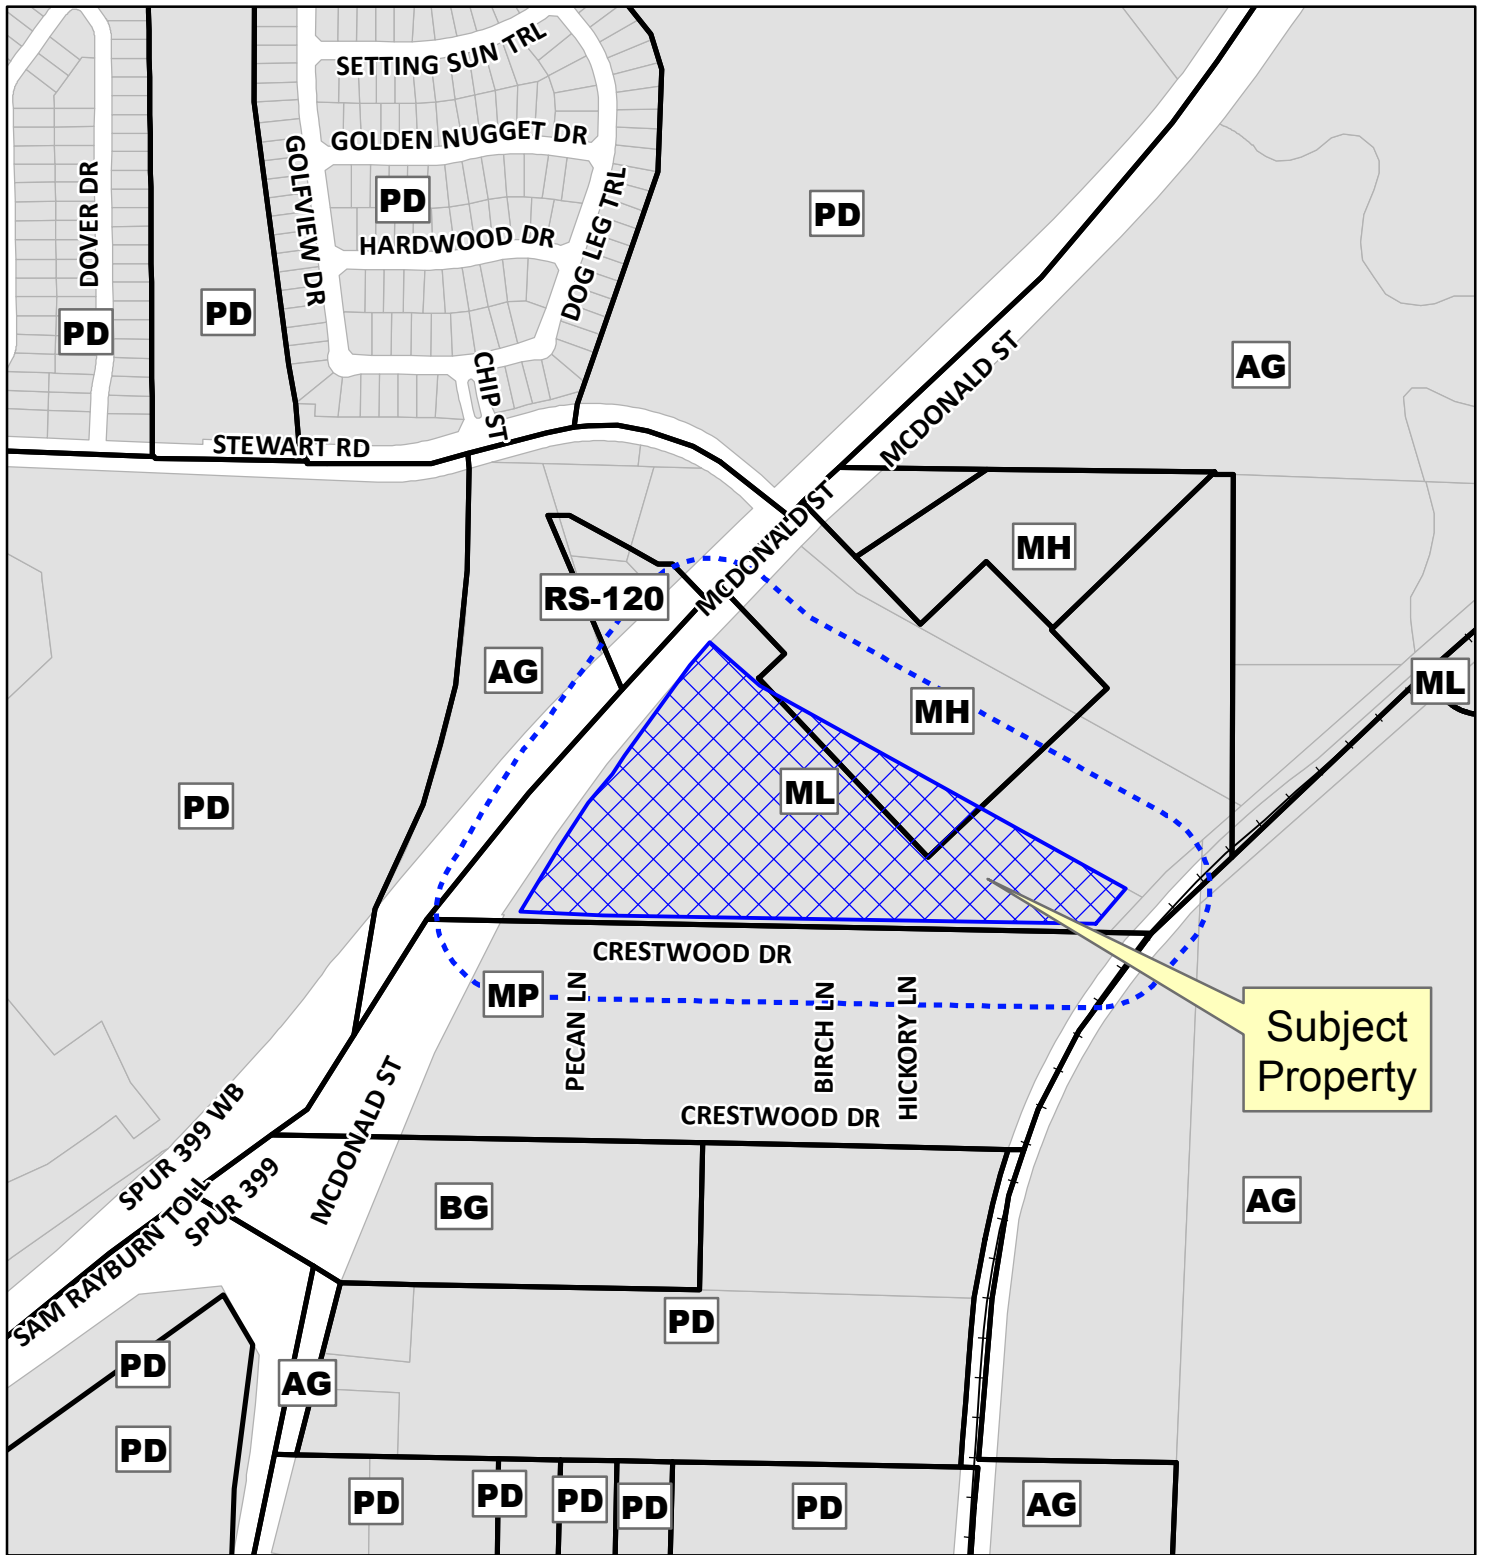 SETTING SUN TRL
GOLDEN NUGGET DR
GOLFVIEW DR
DOVER DR
PD
PD
HARDWOOD DR
DOG LEG TRL
PD
PD
CHIP ST
STEWART RD
MCDONALD ST
AG
MCDONALD ST
MH
RS-120
AG
MH
ML
ML
PD
CRESTWOOD DR
MP
PECAN LN
BIRCH LN
HICKORY LN
Subject
Property
CRESTWOOD DR
SPUR 399 WB
MCDONALD ST
SPUR 399
SAM RAYBURN TOLL
BG
AG
PD
PD
AG
PD
PD
PD
PD
PD
PD
AG